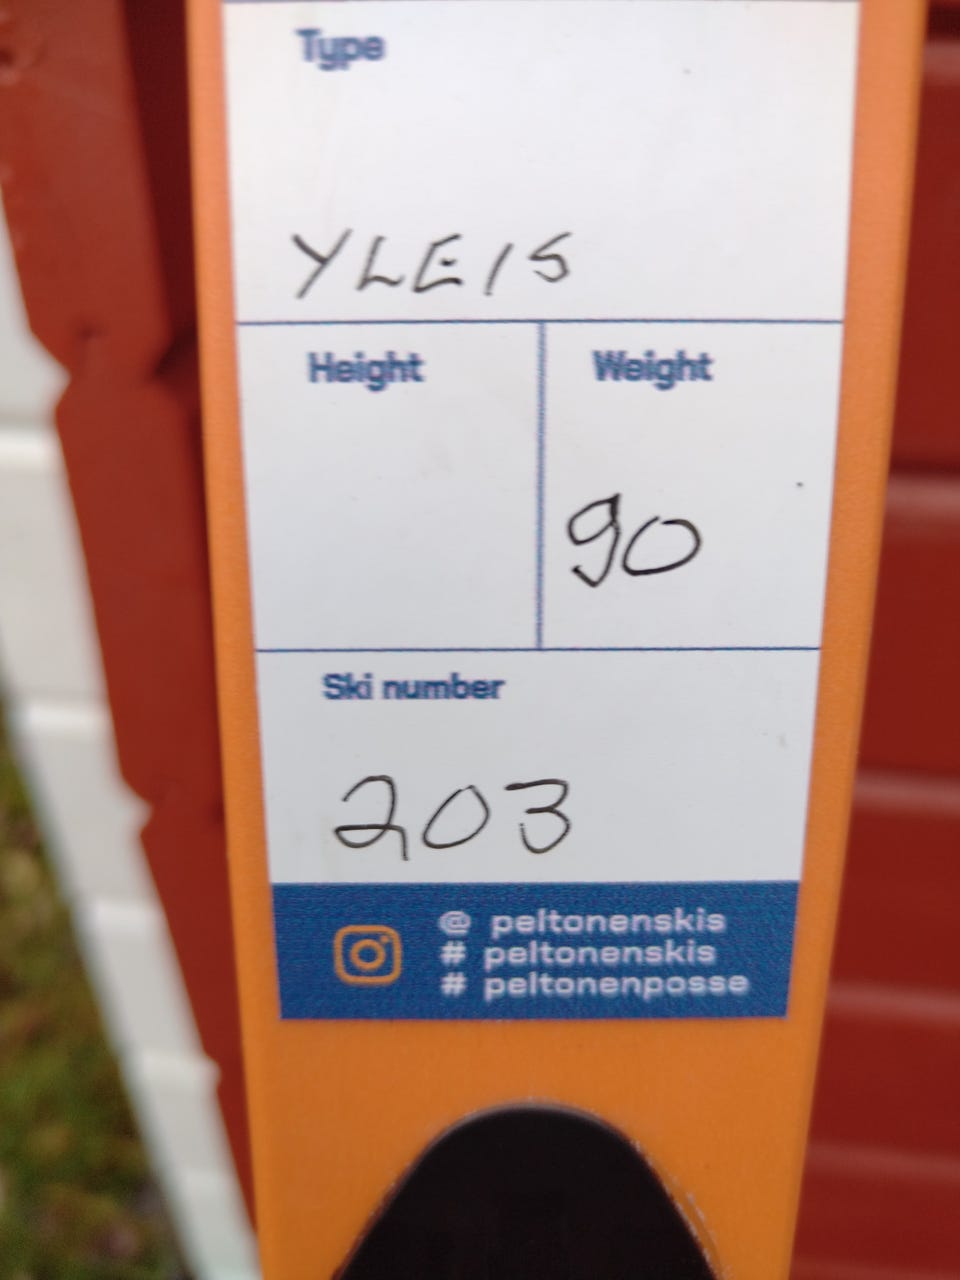 Type
YLEIS
Height
Weight
90
Ski number
203
@ peltonenskis
# peltonenskis
# peltonenposse